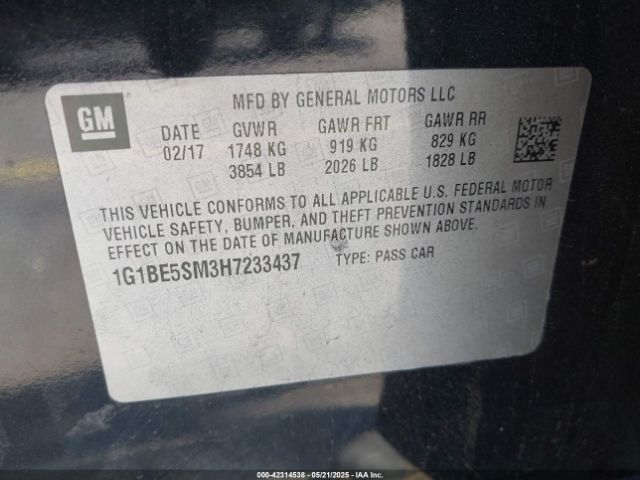 GM
MFD BY GENERAL MOTORS LLC
DATE GVWR GAWR FRT GAWR RR
02/17 1748 KG 919 KG 829 KG
3854 LB 2026 LB 1828 LB
THIS VEHICLE CONFORMS TO ALL APPLICABLE U.S. FEDERAL MOTOR
VEHICLE SAFETY, BUMPER, AND THEFT PREVENTION STANDARDS IN
EFFECT ON THE DATE OF MANUFACTURE SHOWN ABOVE.
1G1BE5SM3H7233437 TYPE: PASS CAR
000-42314538 - 05/21/2025 - IAA Inc.